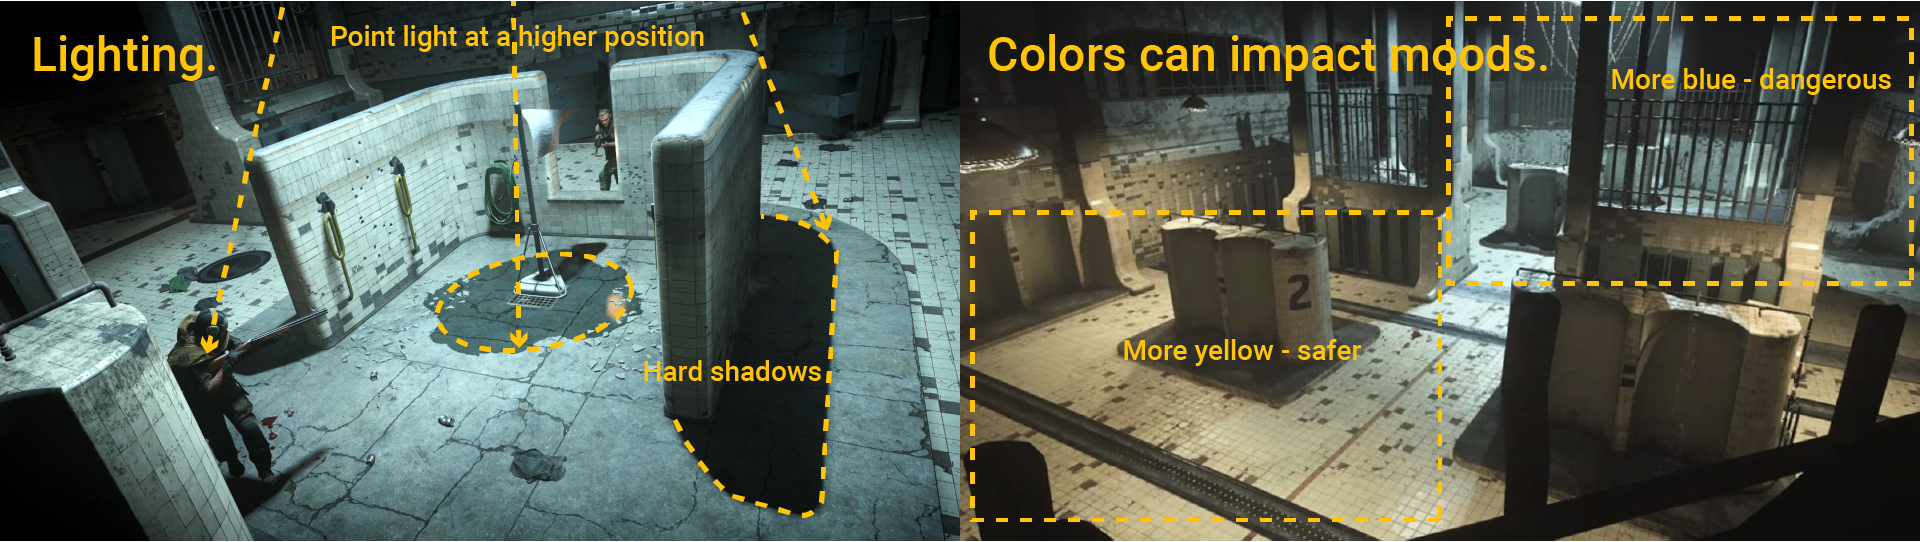 Lighting.
Point light at a higher position
Hard shadows
Colors can impact moods.
More blue - dangerous
More yellow - safer
2